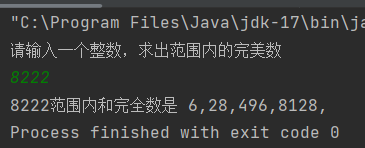 "C:\Program Files\Java\jdk-17\bin\ja
请输入一个整数，求出范围内的完美数
8222
8222范围内和完全数是 6,28,496,8128,
Process finished with exit code 0